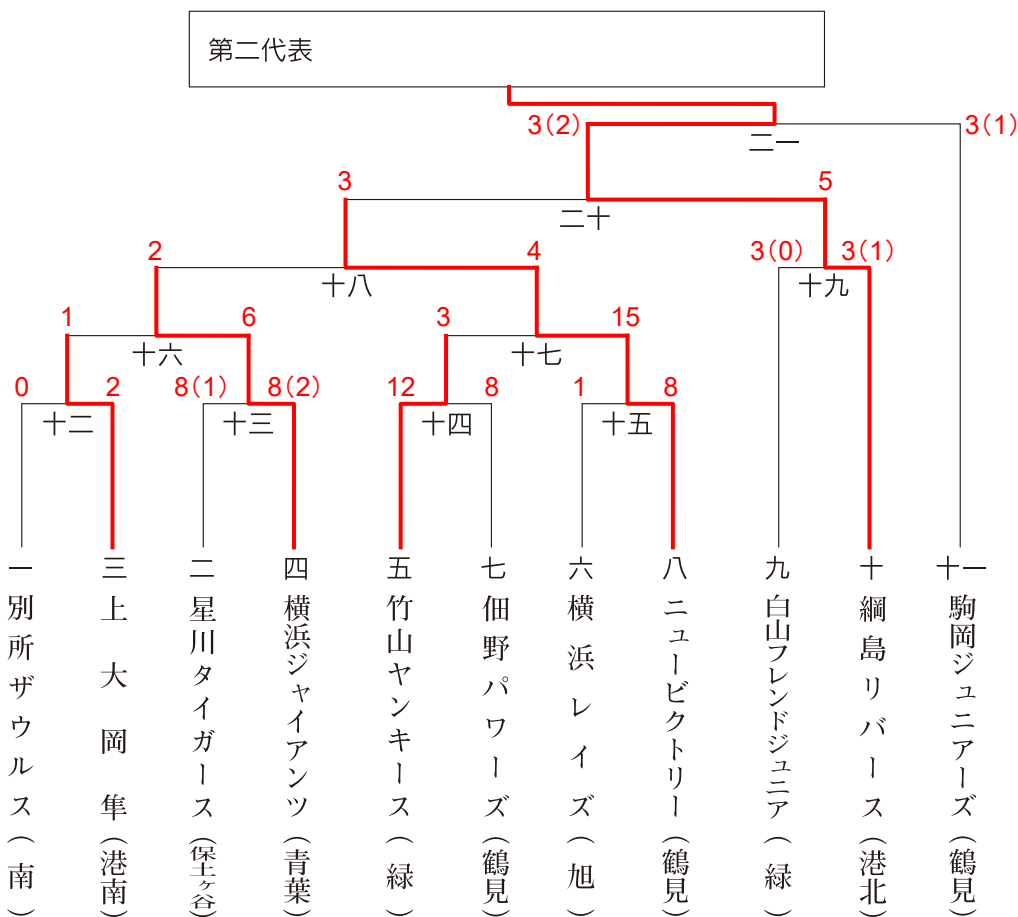 第二代表
3(2)
3(1)
二一
3
5
二十
2
4
3(0)
3(1)
十八
十九
1
6
3
15
十六
十七
0
2
8(1)
8(2)
12
8
1
8
十二
十三
十四
十五
一 別所ザウルス(南)
三 上大岡隼(港南)
二 星川タイガース(保土ヶ谷)
四 横浜ジャイアンツ(青葉)
五 竹山ヤンキース(緑)
七 佃野パワーズ(鶴見)
六 横浜レイズ(旭)
八 ニュービクトリー(鶴見)
九 白山フレンドジュニア(緑)
十 綱島リバース(港北)
十一 駒岡ジュニアーズ(鶴見)